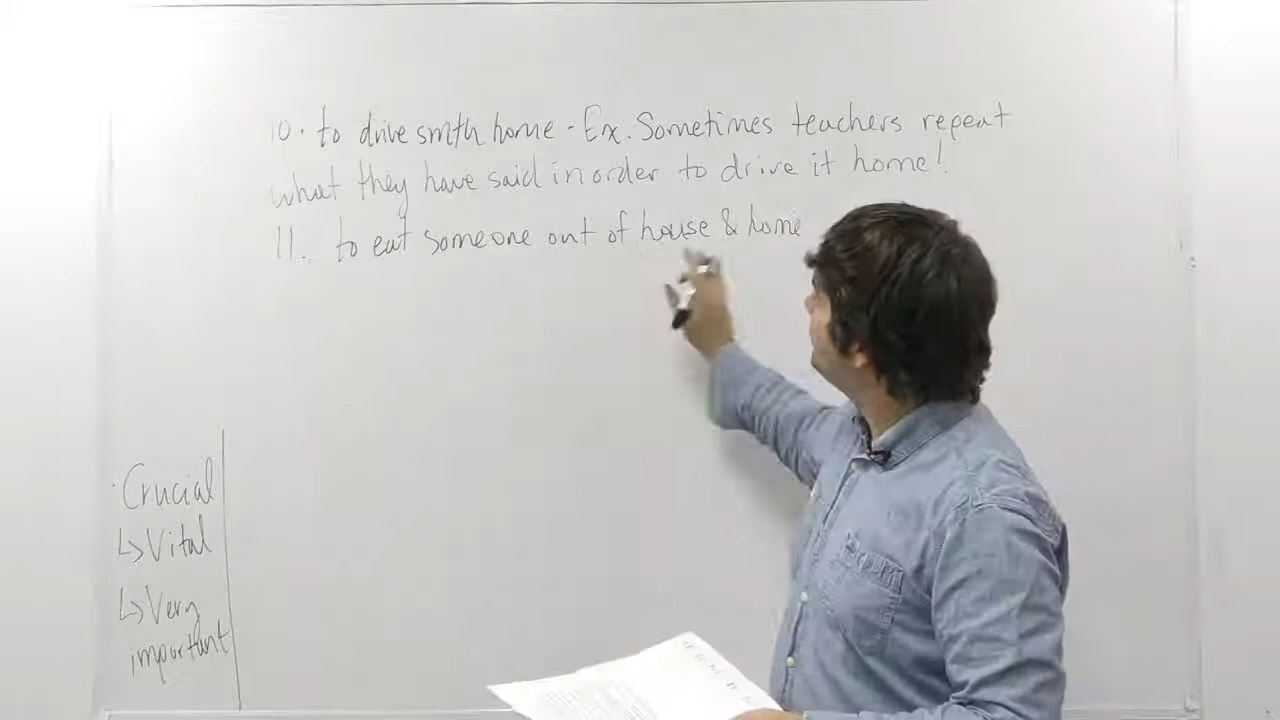 10. to drive smth home - Ex. Sometimes teachers repeat
what they have said in order to drive it home!
11. to eat someone out of house & home
· Crucial
↳ Vital
↳ Very
important